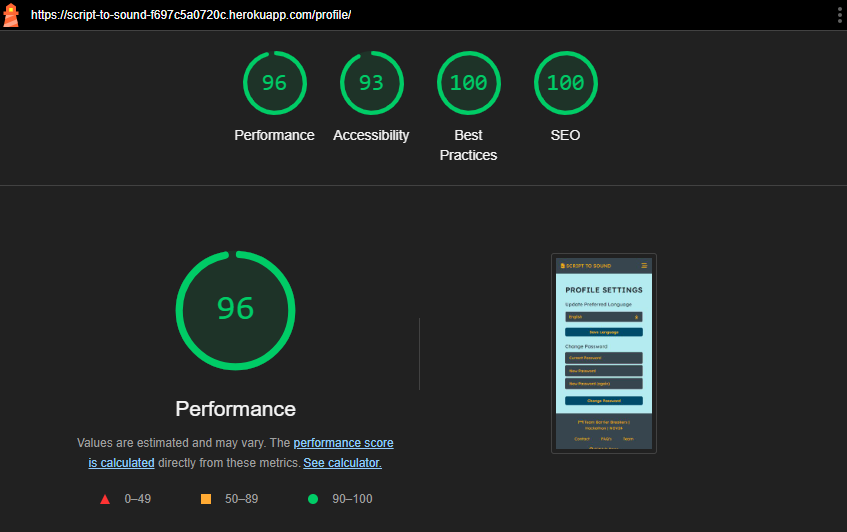 https://script-to-sound-f697c5a0720c.herokuapp.com/profile/
96
93
100
100
Performance
Accessibility
Best
Practices
SEO
96
Performance
Values are estimated and may vary. The performance score
is calculated directly from these metrics. See calculator.
0–49
50–89
90–100
SCRIPT TO SOUND
PROFILE SETTINGS
Update Preferred Language
English
Save Language
Change Password
Current Password
New Password
New Password (again)
Change Password
Contact
FAQs
Team